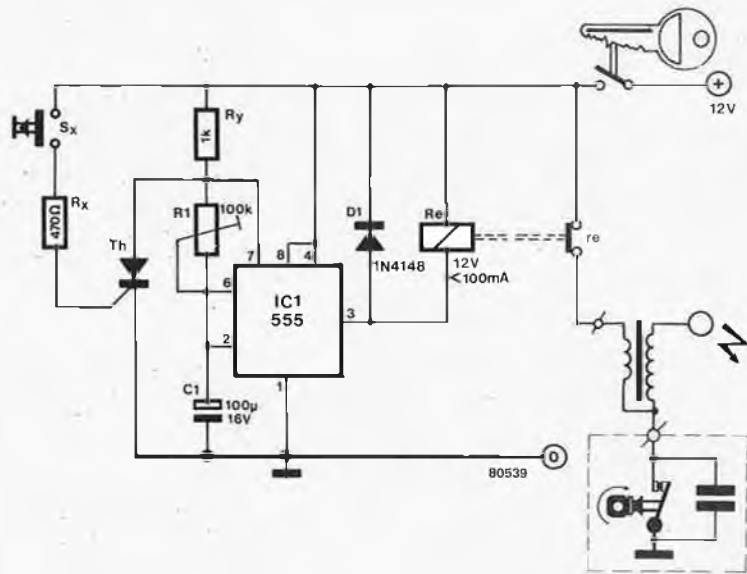 Sx
Ry
1k
+
12V
Rx
470Ω
R1
100k
D1
Re
Th
1N4148
re
7
8
4
12V
<100mA
6
IC1
555
3
2
C1
1
100µ
16V
80539
0